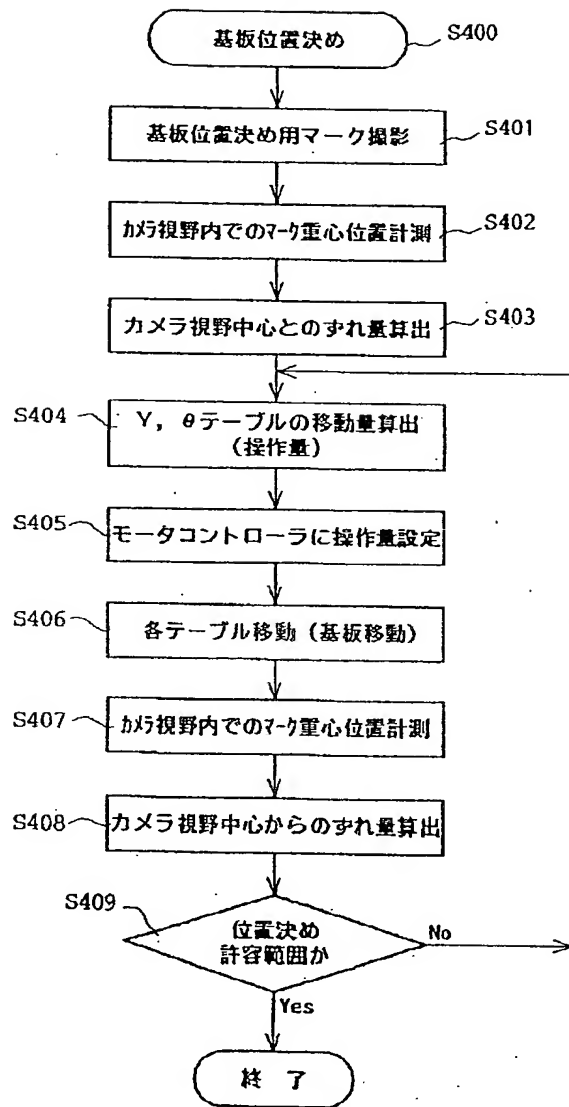 基板位置決め
S400
基板位置決め用マーク撮影
S401
カメラ視野内でのマーク重心位置計測
S402
カメラ視野中心とのずれ量算出
S403
S404
Y, θテーブルの移動量算出
(操作量)
S405
モータコントローラに操作量設定
S406
各テーブル移動(基板移動)
S407
カメラ視野内でのマーク重心位置計測
S408
カメラ視野中心からのずれ量算出
S409
位置決め
許容範囲か
No
Yes
終 了